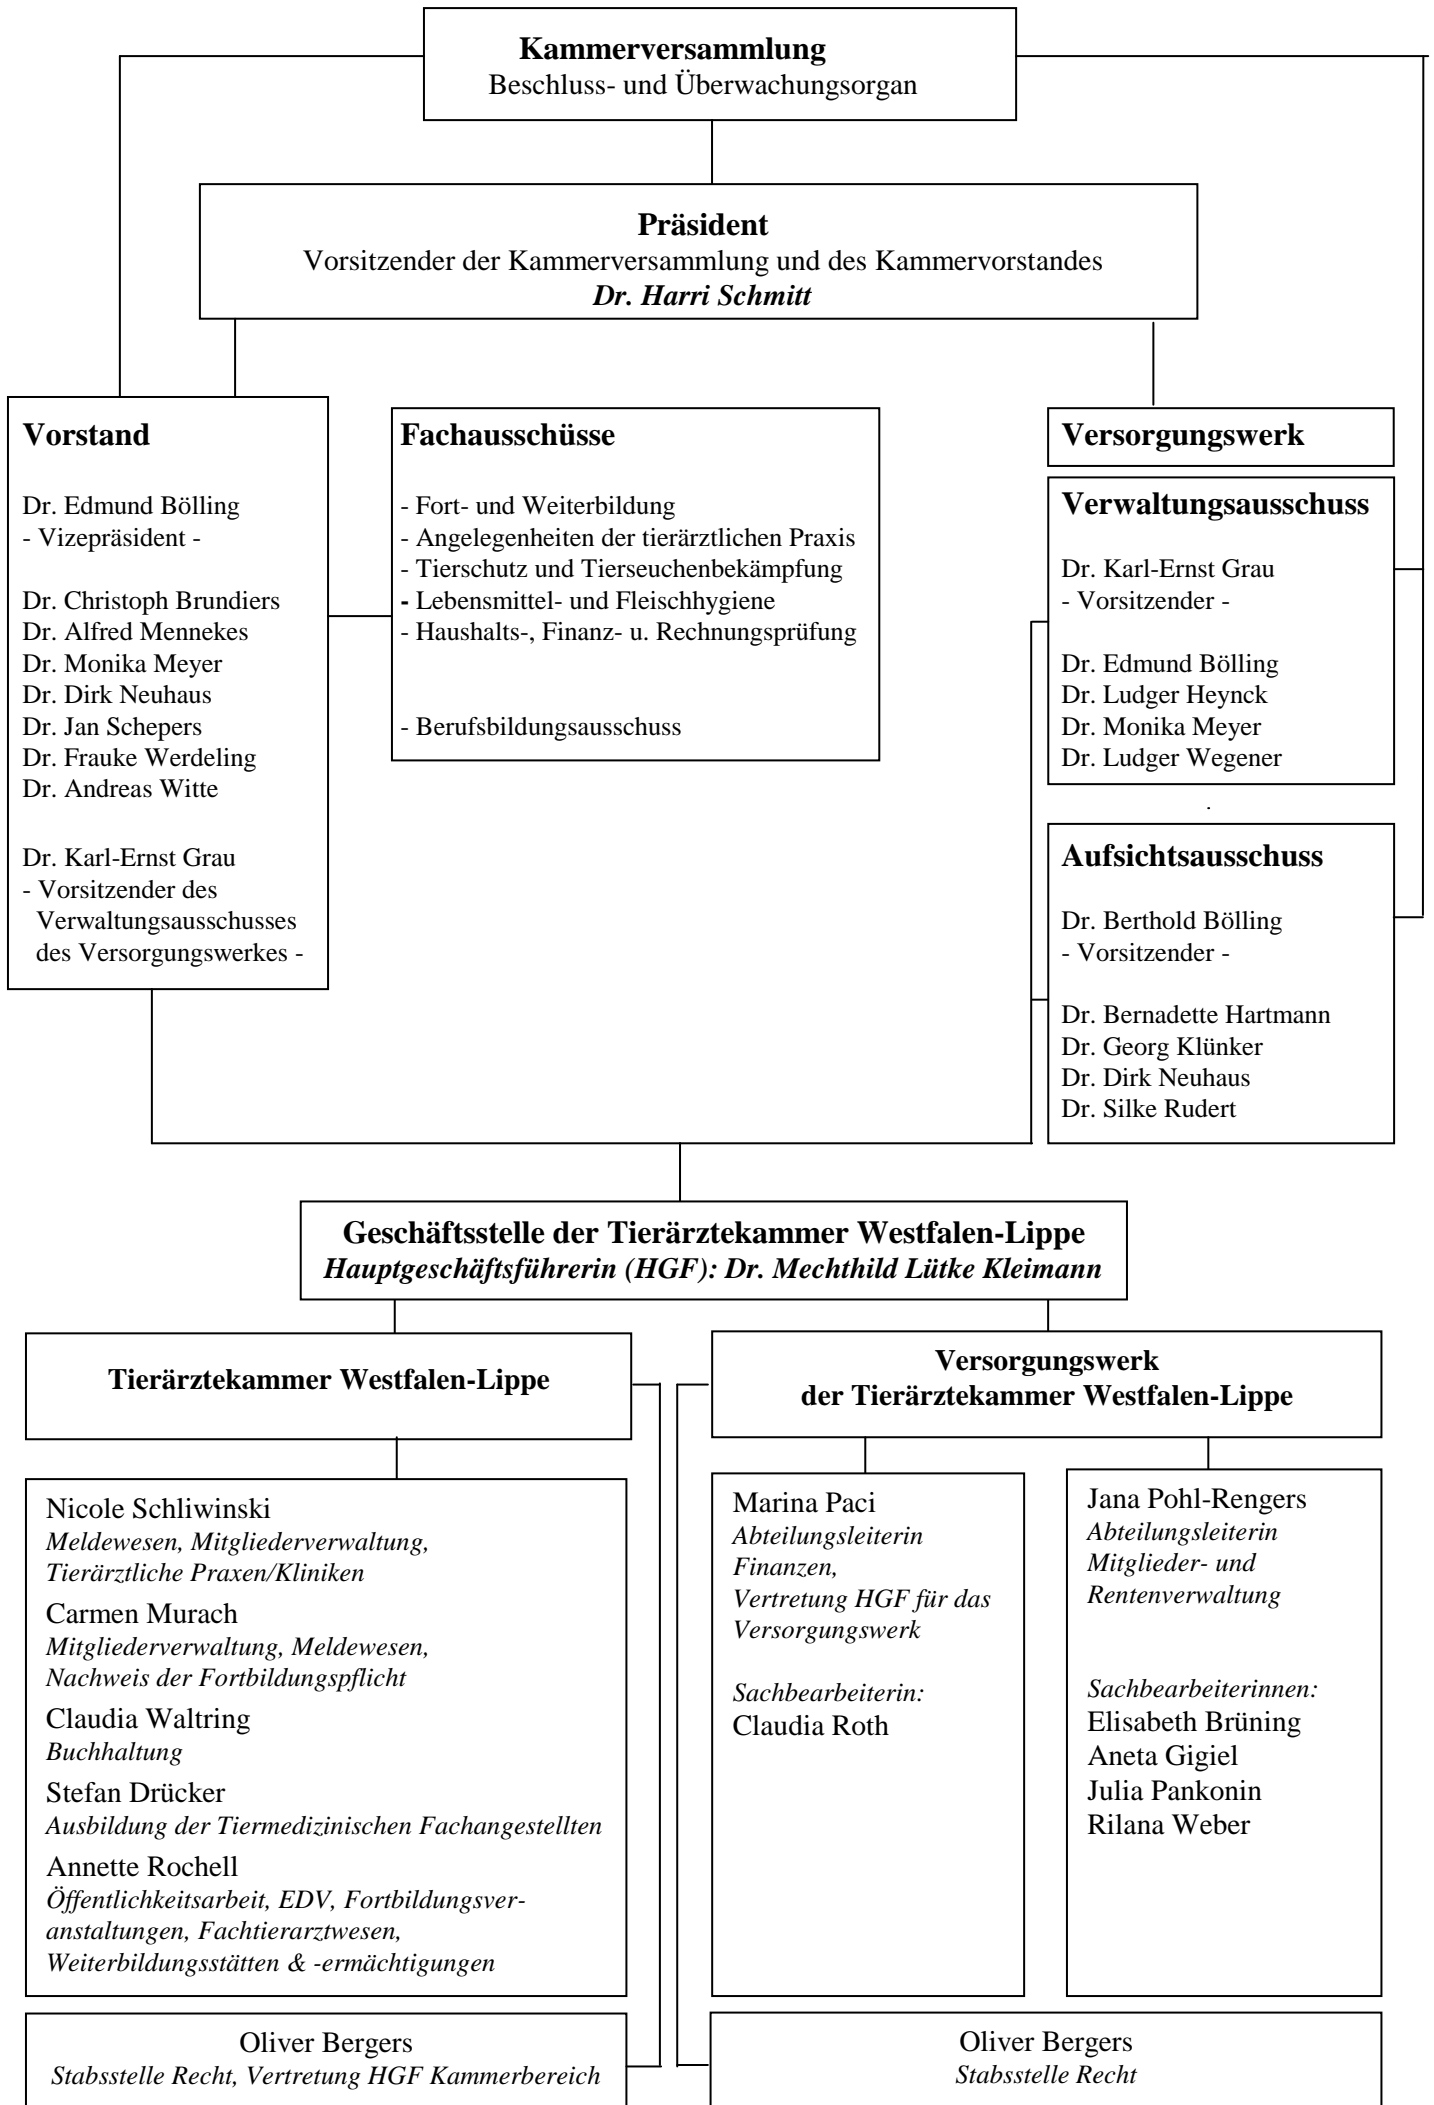 Kammerversammlung
Beschluss- und Überwachungsorgan
Präsident
Vorsitzender der Kammerversammlung und des Kammervorstandes
Dr. Harri Schmitt
Vorstand
Dr. Edmund Bölling
- Vizepräsident -
Dr. Christoph Brundiers
Dr. Alfred Mennekes
Dr. Monika Meyer
Dr. Dirk Neuhaus
Dr. Jan Schepers
Dr. Frauke Werdeling
Dr. Andreas Witte
Dr. Karl-Ernst Grau
- Vorsitzender des
Verwaltungsausschusses
des Versorgungswerkes -
Fachausschüsse
- Fort- und Weiterbildung
- Angelegenheiten der tierärztlichen Praxis
- Tierschutz und Tierseuchenbekämpfung
- Lebensmittel- und Fleischhygiene
- Haushalts-, Finanz- u. Rechnungsprüfung
- Berufsbildungsausschuss
Versorgungswerk
Verwaltungsausschuss
Dr. Karl-Ernst Grau
- Vorsitzender -
Dr. Edmund Bölling
Dr. Ludger Heynck
Dr. Monika Meyer
Dr. Ludger Wegener
.
Aufsichtsausschuss
Dr. Berthold Bölling
- Vorsitzender -
Dr. Bernadette Hartmann
Dr. Georg Klünker
Dr. Dirk Neuhaus
Dr. Silke Rudert
Geschäftsstelle der Tierärztekammer Westfalen-Lippe
Hauptgeschäftsführerin (HGF): Dr. Mechthild Lütke Kleimann
Tierärztekammer Westfalen-Lippe
Nicole Schliwinski
Meldewesen, Mitgliederverwaltung,
Tierärztliche Praxen/Kliniken
Carmen Murach
Mitgliederverwaltung, Meldewesen,
Nachweis der Fortbildungspflicht
Claudia Waltring
Buchhaltung
Stefan Drücker
Ausbildung der Tiermedizinischen Fachangestellten
Annette Rochell
Öffentlichkeitsarbeit, EDV, Fortbildungsver-
anstaltungen, Fachtierarztwesen,
Weiterbildungsstätten & -ermächtigungen
Oliver Bergers
Stabsstelle Recht, Vertretung HGF Kammerbereich
Versorgungswerk
der Tierärztekammer Westfalen-Lippe
Marina Paci
Abteilungsleiterin
Finanzen,
Vertretung HGF für das
Versorgungswerk
Sachbearbeiterin:
Claudia Roth
Jana Pohl-Rengers
Abteilungsleiterin
Mitglieder- und
Rentenverwaltung
Sachbearbeiterinnen:
Elisabeth Brüning
Aneta Gigiel
Julia Pankonin
Rilana Weber
Oliver Bergers
Stabsstelle Recht